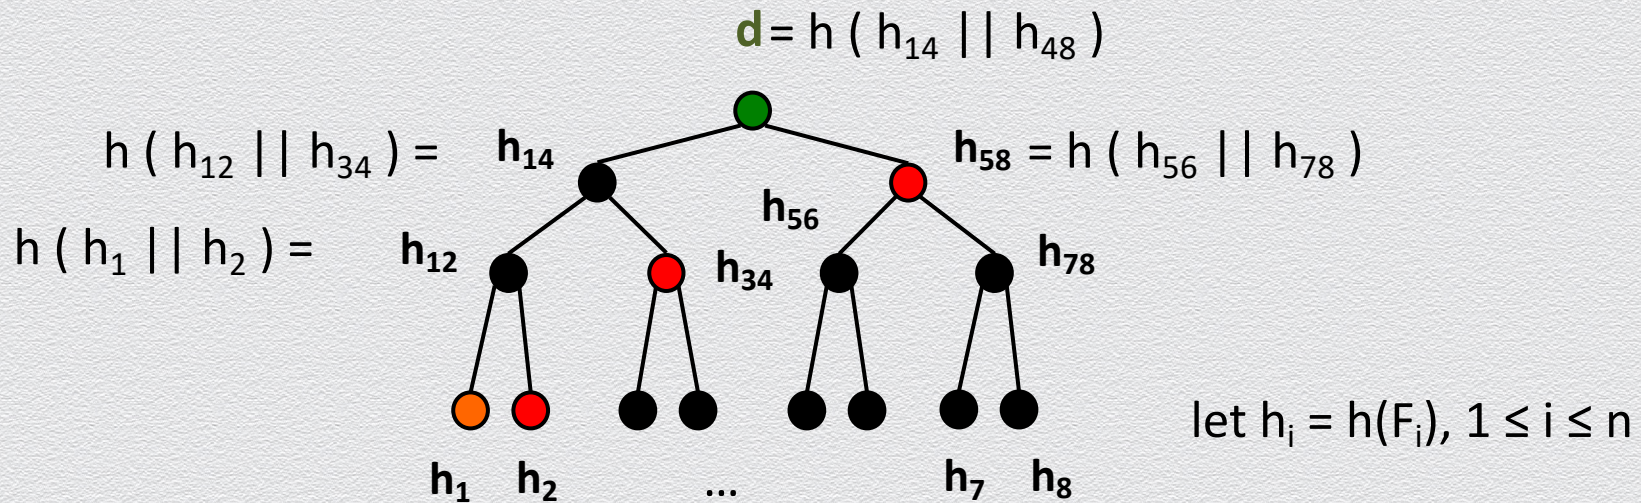 d = h ( h₁₄ || h₄₈ )
h ( h₁₂ || h₃₄ ) = h₁₄
h₅₈ = h ( h₅₆ || h₇₈ )
h₅₆
h ( h₁ || h₂ ) = h₁₂
h₃₄
h₇₈
let hᵢ = h(Fᵢ), 1 ≤ i ≤ n
h₁ h₂ ... h₇ h₈